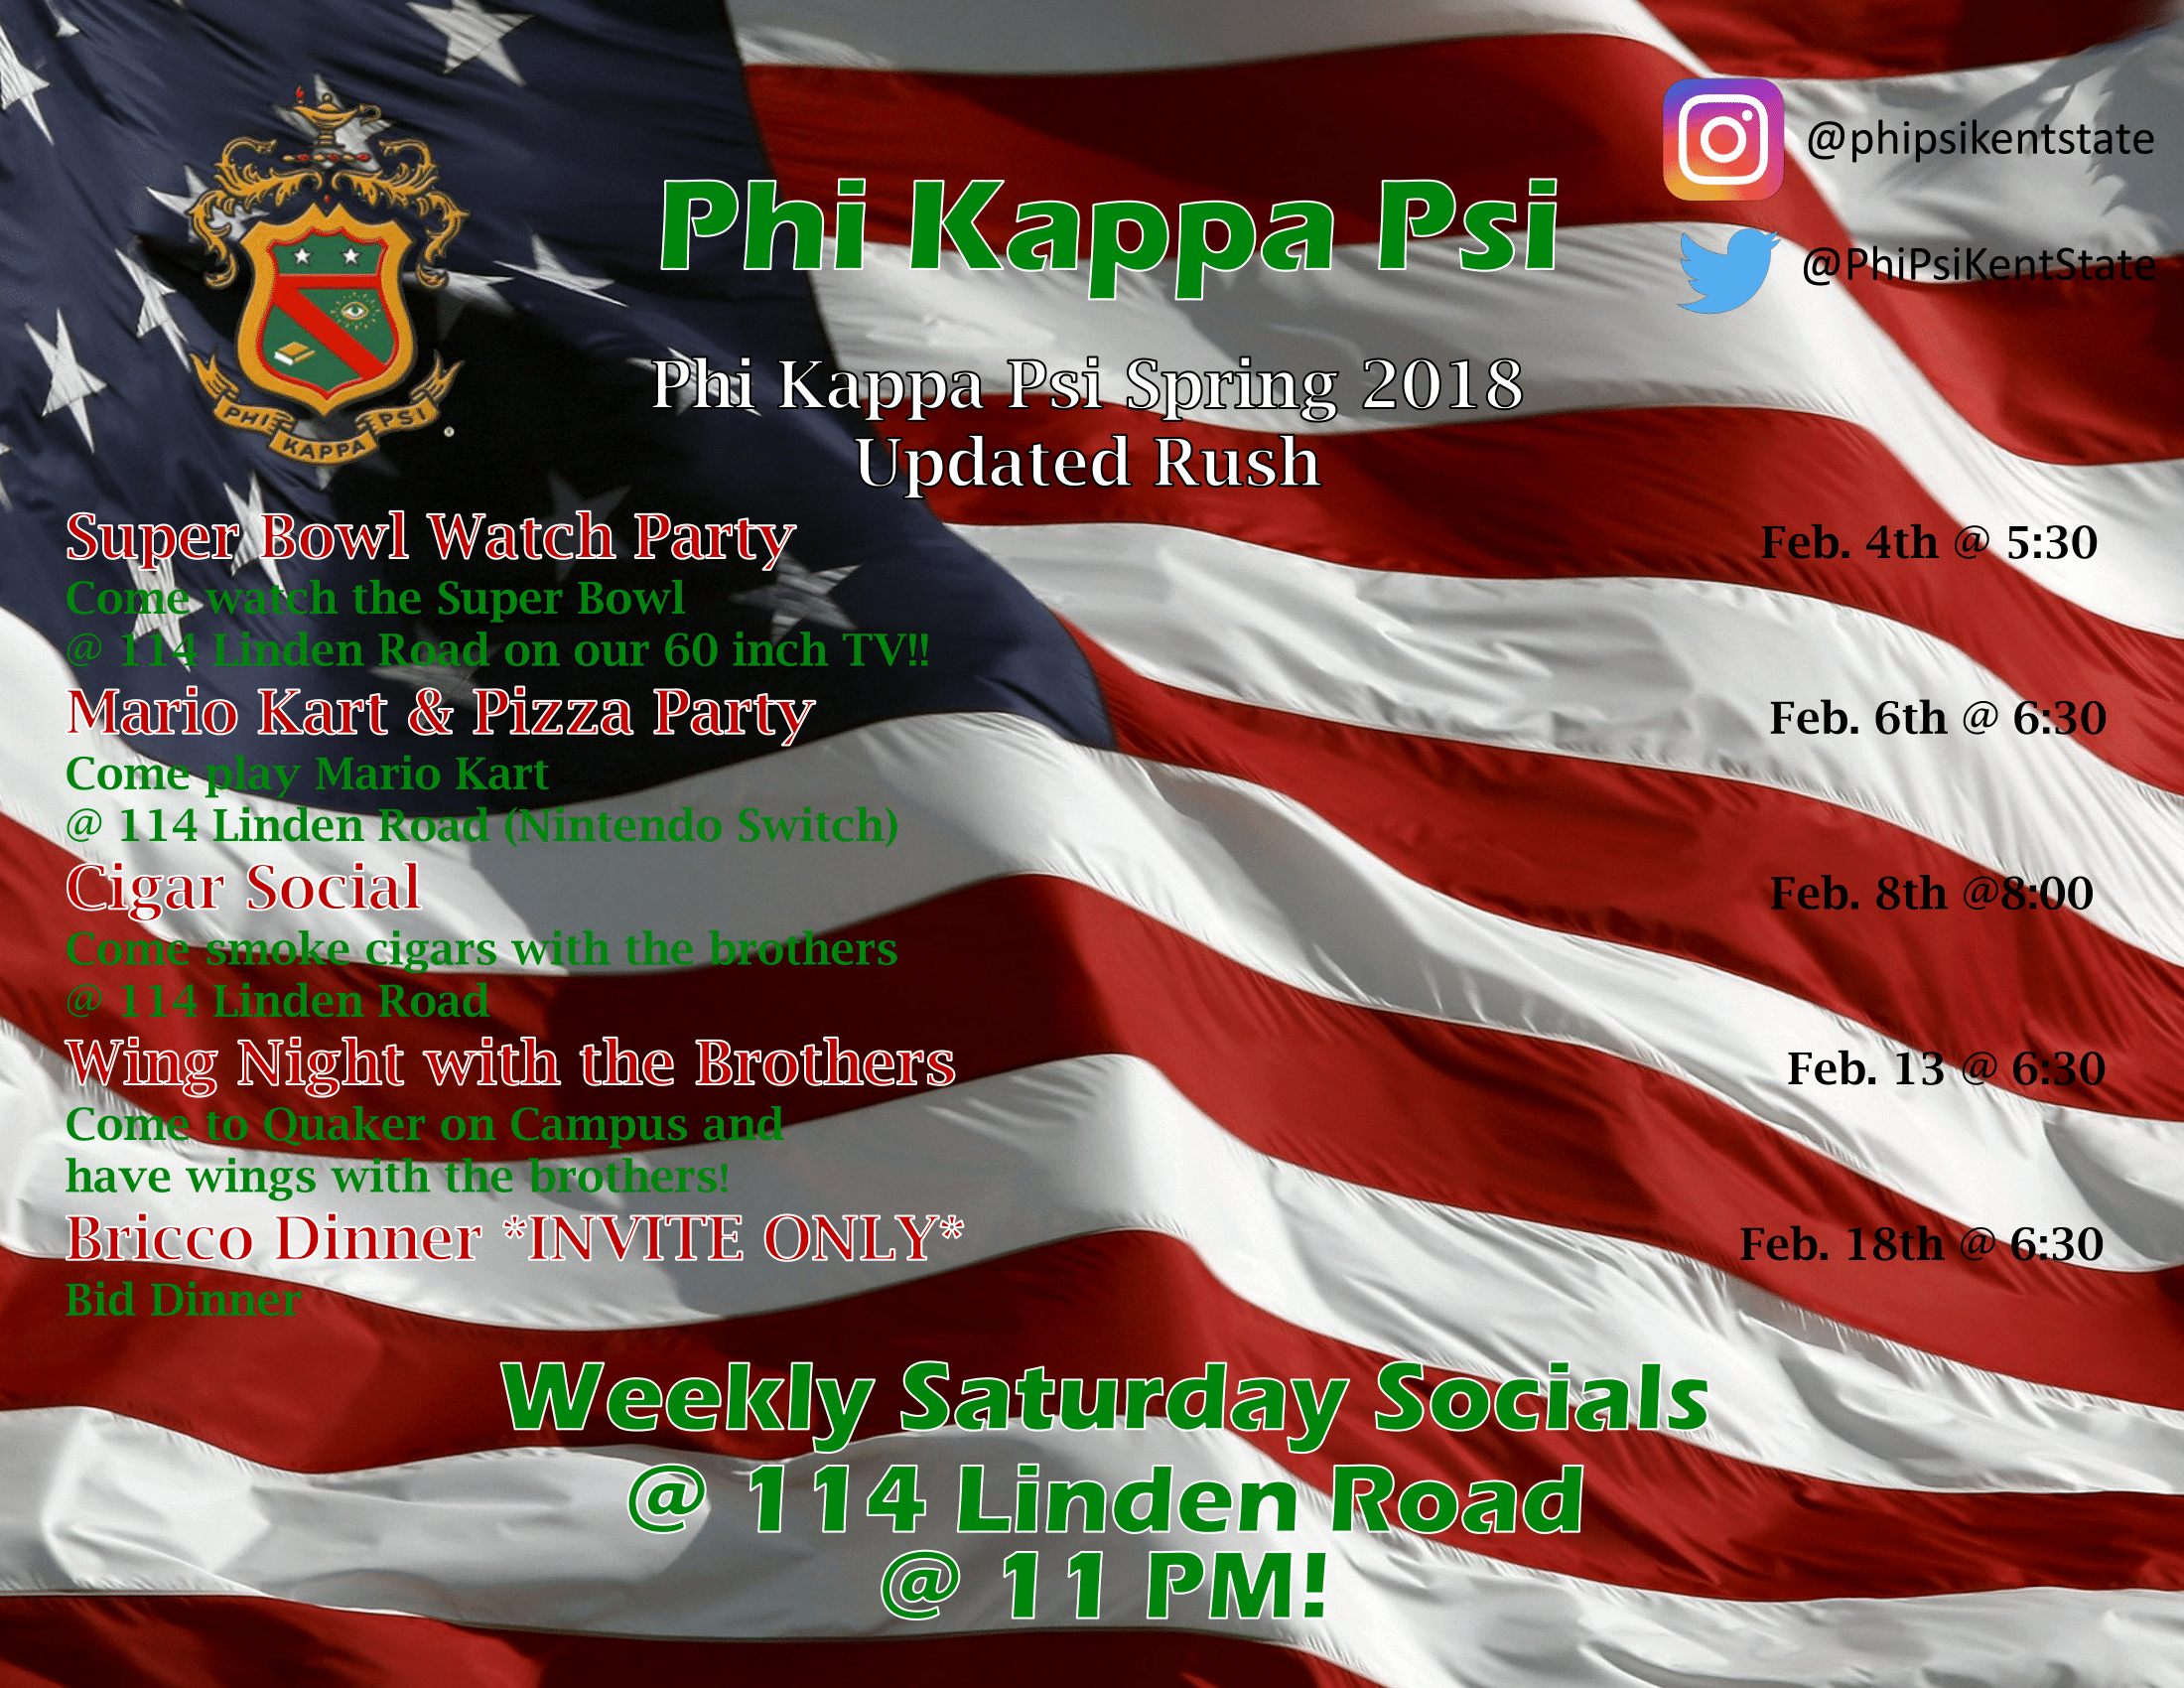 @phipsikentstate
Phi Kappa Psi
@PhiPsiKentState
PHI KAPPA PSI
Phi Kappa Psi Spring 2018
Updated Rush
Super Bowl Watch Party Feb. 4th @ 5:30
Come watch the Super Bowl
@ 114 Linden Road on our 60 inch TV!!
Mario Kart & Pizza Party Feb. 6th @ 6:30
Come play Mario Kart
@ 114 Linden Road (Nintendo Switch)
Cigar Social Feb. 8th @8:00
Come smoke cigars with the brothers
@ 114 Linden Road
Wing Night with the Brothers Feb. 13 @ 6:30
Come to Quaker on Campus and
have wings with the brothers!
Bricco Dinner *INVITE ONLY* Feb. 18th @ 6:30
Bid Dinner
Weekly Saturday Socials
@ 114 Linden Road
@ 11 PM!